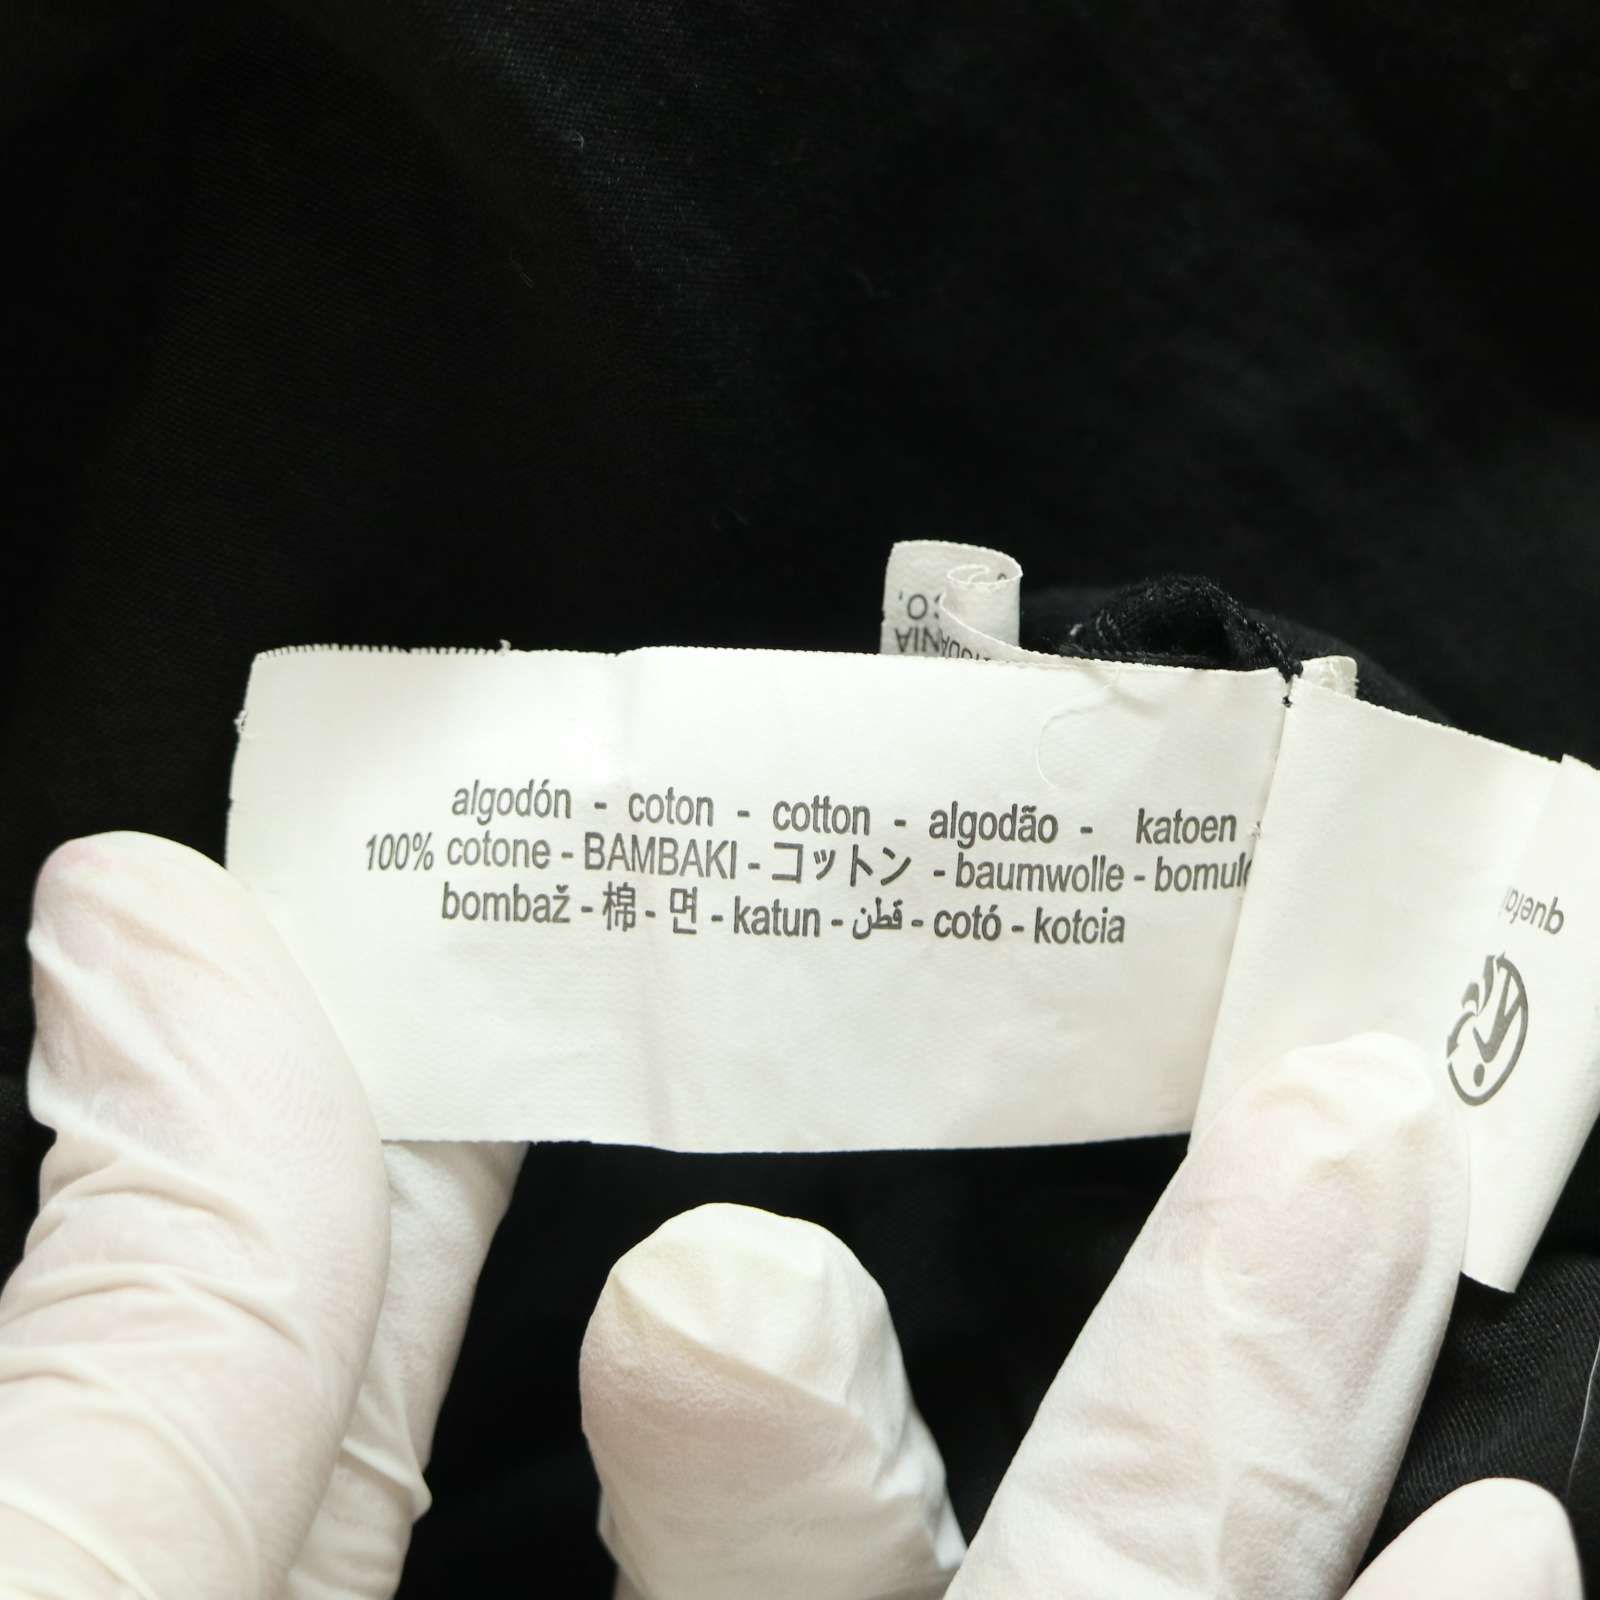 algodón - coton - cotton - algodão - katoen -
100% cotone - BAMBAKI - コットン - baumwolle - bomul
bombaž - 棉 - 면 - katun - قطن - cotó - kotcia